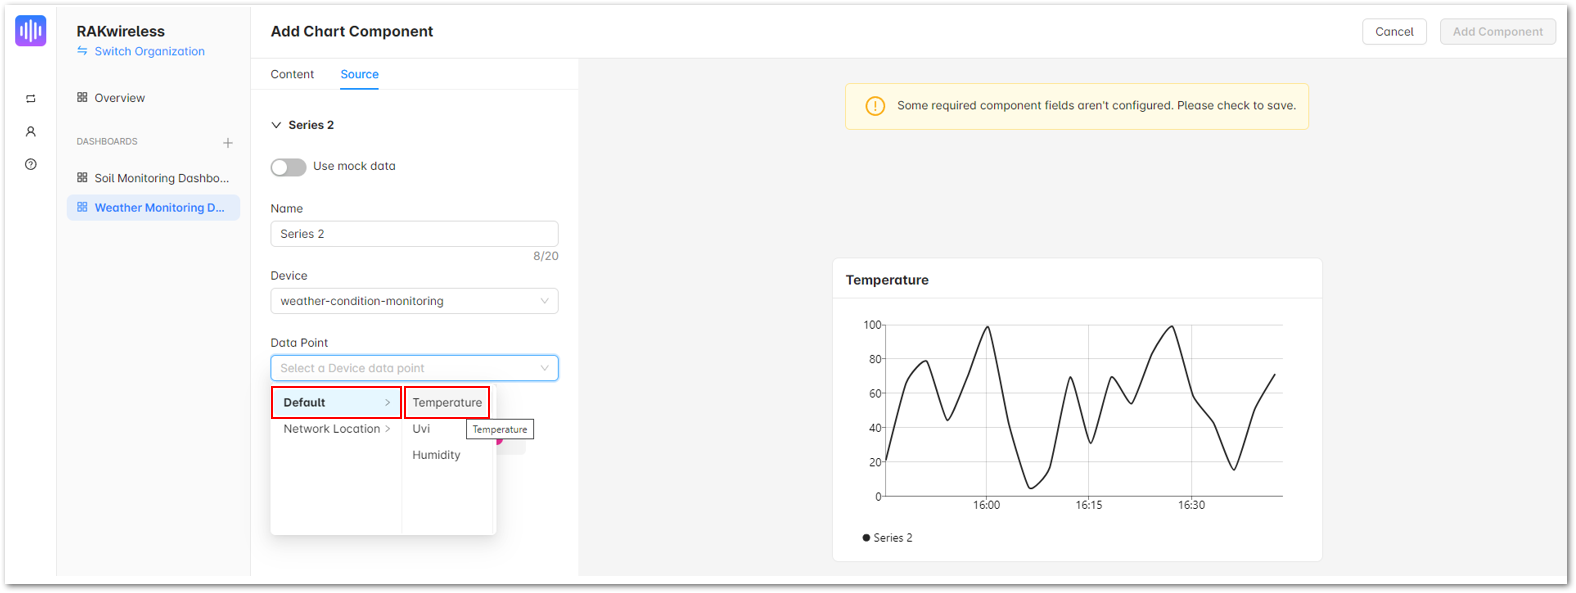 RAKwireless
Switch Organization
Overview
DASHBOARDS
Soil Monitoring Dashbo...
Weather Monitoring D...
Add Chart Component
Cancel
Add Component
Content
Source
Series 2
Use mock data
Name
Series 2
8/20
Device
weather-condition-monitoring
Data Point
Select a Device data point
Default
Network Location
Temperature
Uvi
Humidity
Temperature
Some required component fields aren't configured. Please check to save.
Temperature
100
80
60
40
20
0
16:00
16:15
16:30
Series 2